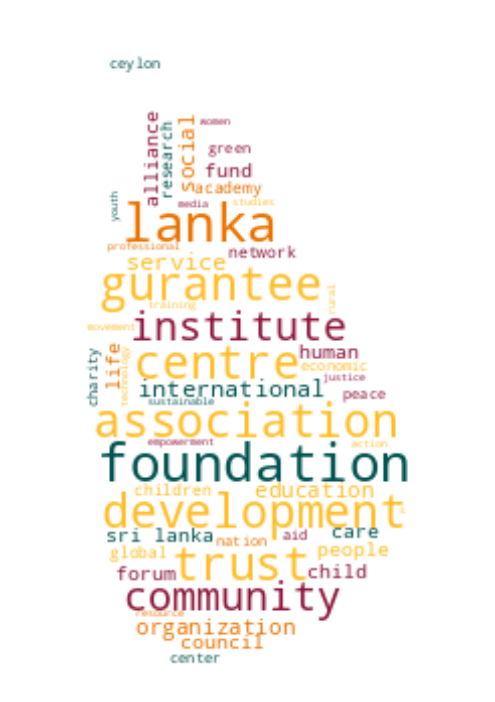 ceylon
women
alliance
research
social
green
fund
academy
youth
media
studies
lanka
professional
network
service
gurantee
rural
training
movement
institute
charity
life
technology
centre
human
economic
justice
international
peace
sustainable
association
empowerment
action
foundation
children
education
development
sri lanka
nation
aid
care
global
trust
people
forum
child
community
resource
organization
council
center